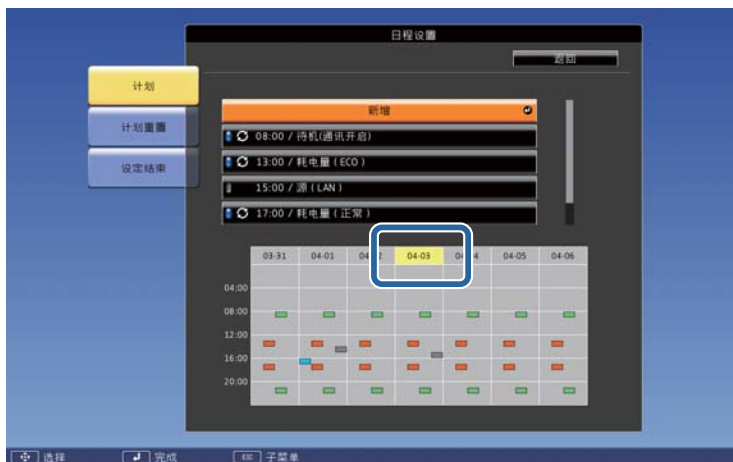 日程设置
返回
计划
计划重置
设定结束
新增
08:00 / 待机(通讯开启)
13:00 / 耗电量 ( ECO )
15:00 / 源 ( LAN )
17:00 / 耗电量 ( 正常 )
03-31 04-01 04-03 04-05 04-06
04:00
08:00
12:00
16:00
20:00
选择 完成 ESC 子菜单